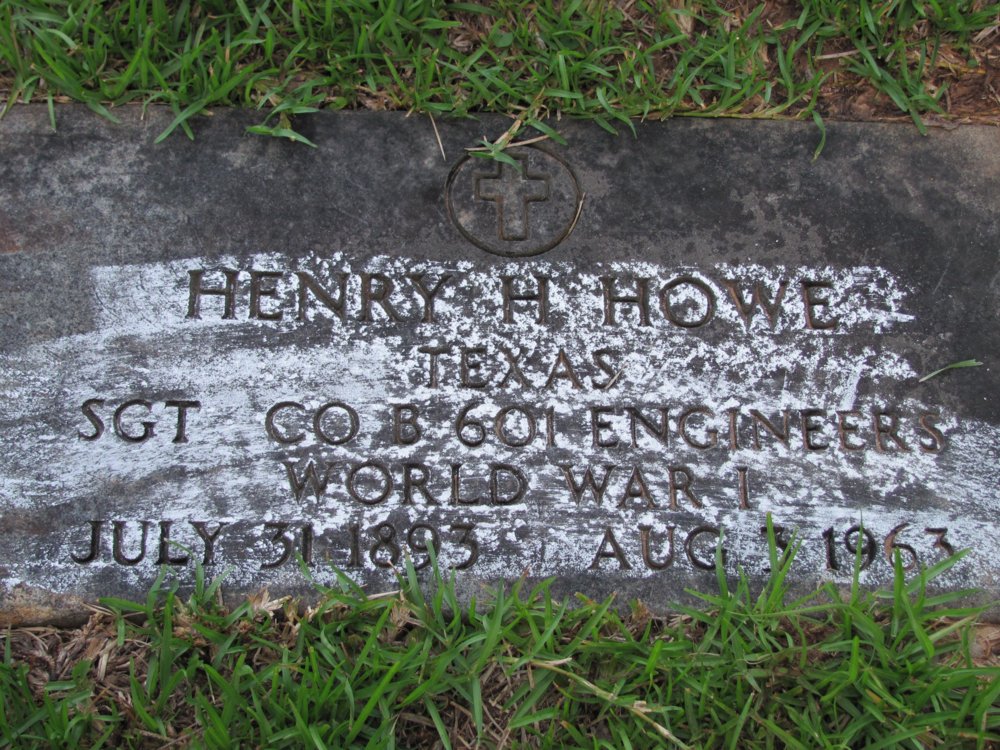 HENRY H HOWE
TEXAS
SGT CO B 601 ENGINEERS
WORLD WAR I
JULY 31 1893 AUG 1963